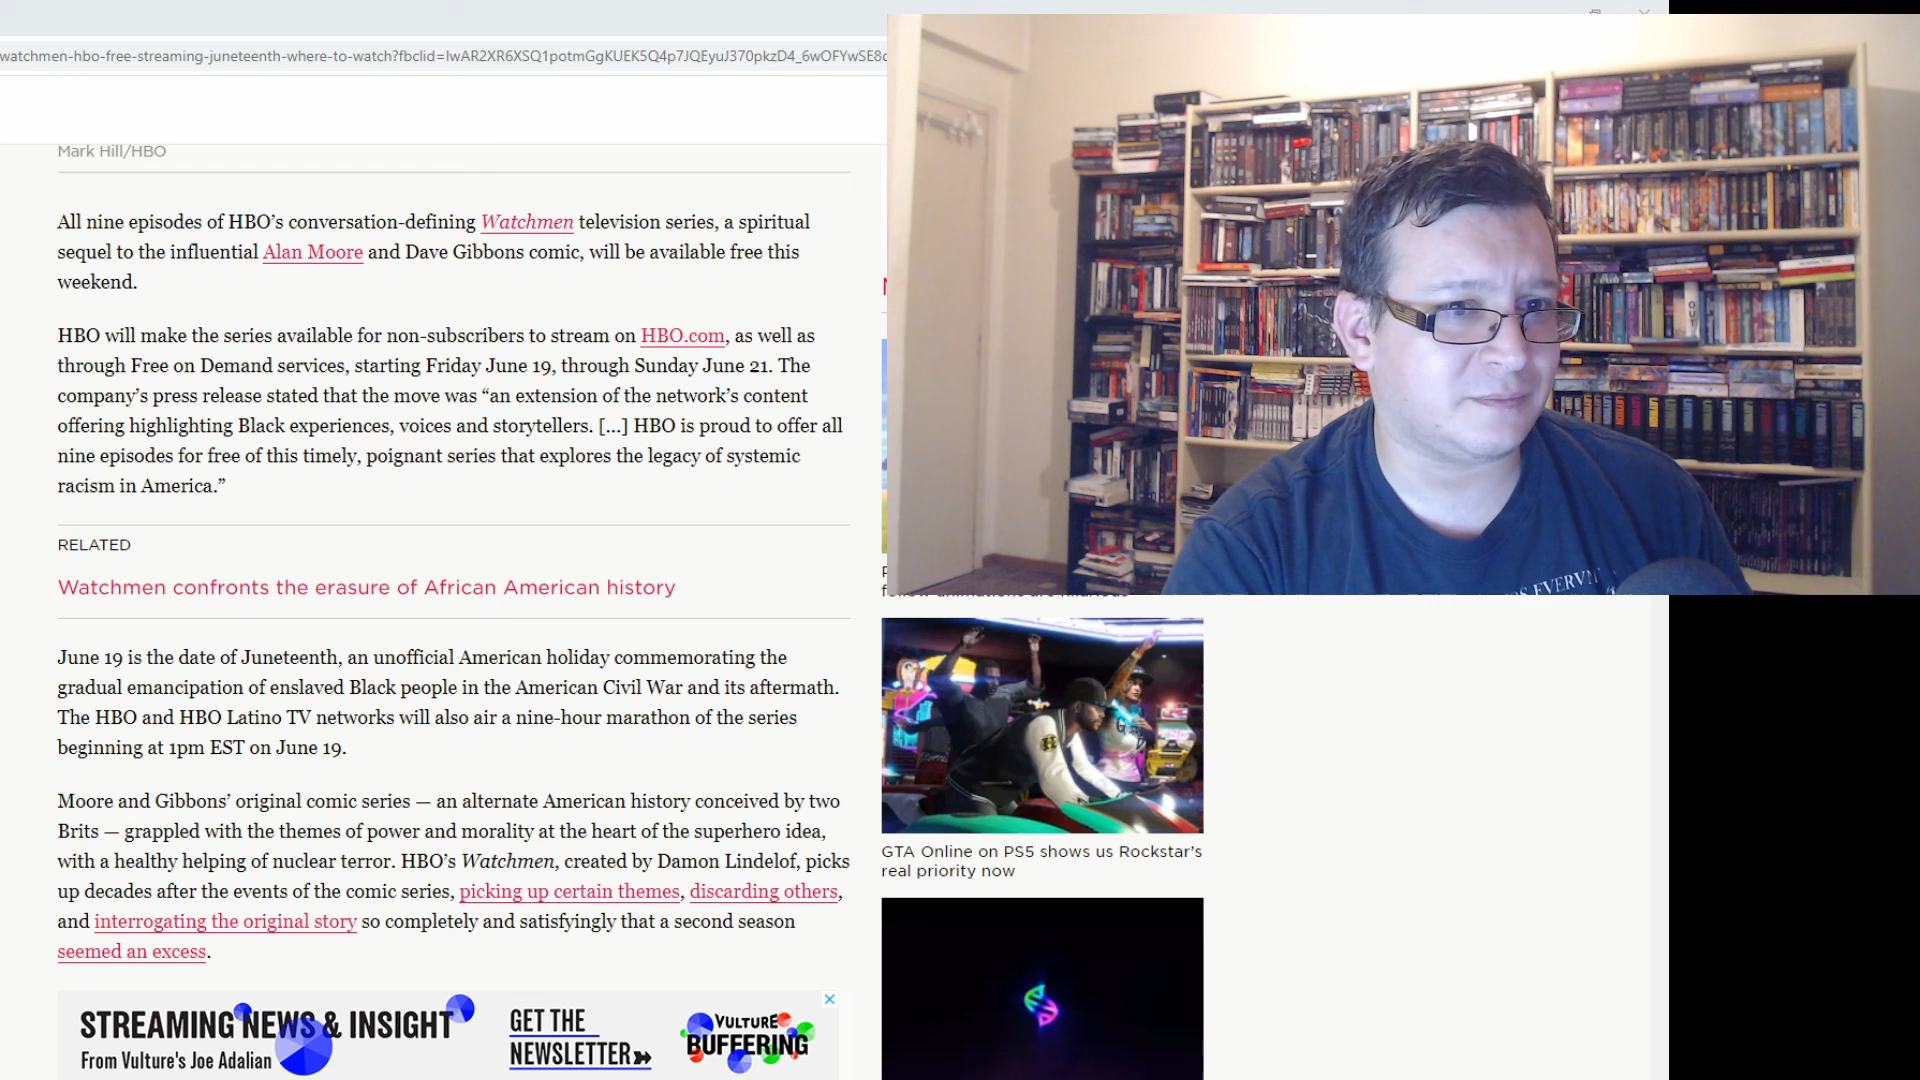 watchmen-hbo-free-streaming-juneteenth-where-to-watch?fbclid=IwAR2XR6XSQ1potmGgKUEK5Q4p7JQEyuJ370pkzD4_6wOFYwSE8
Mark Hill/HBO
All nine episodes of HBO’s conversation-defining Watchmen television series, a spiritual
sequel to the influential Alan Moore and Dave Gibbons comic, will be available free this
weekend.
HBO will make the series available for non-subscribers to stream on HBO.com, as well as
through Free on Demand services, starting Friday June 19, through Sunday June 21. The
company’s press release stated that the move was “an extension of the network’s content
offering highlighting Black experiences, voices and storytellers. [...] HBO is proud to offer all
nine episodes for free of this timely, poignant series that explores the legacy of systemic
racism in America.”
RELATED
Watchmen confronts the erasure of African American history
June 19 is the date of Juneteenth, an unofficial American holiday commemorating the
gradual emancipation of enslaved Black people in the American Civil War and its aftermath.
The HBO and HBO Latino TV networks will also air a nine-hour marathon of the series
beginning at 1pm EST on June 19.
Moore and Gibbons’ original comic series — an alternate American history conceived by two
Brits — grappled with the themes of power and morality at the heart of the superhero idea,
with a healthy helping of nuclear terror. HBO’s Watchmen, created by Damon Lindelof, picks
up decades after the events of the comic series, picking up certain themes, discarding others,
and interrogating the original story so completely and satisfyingly that a second season
seemed an excess.
STREAMING NEWS & INSIGHT
From Vulture's Joe Adalian
GET THE
NEWSLETTER
VULTURE
BUFFERING
GTA Online on PS5 shows us Rockstar’s
real priority now